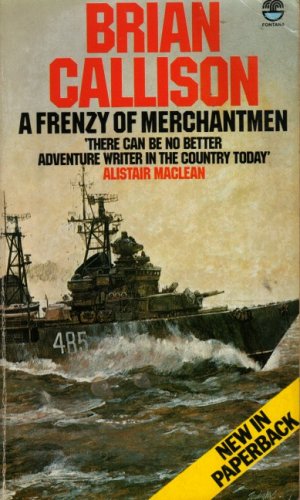 FONTANA
BRIAN
CALLISON
A FRENZY OF MERCHANTMEN
'THERE CAN BE NO BETTER
ADVENTURE WRITER IN THE COUNTRY TODAY'
ALISTAIR MACLEAN
485
NEW IN
PAPERBACK